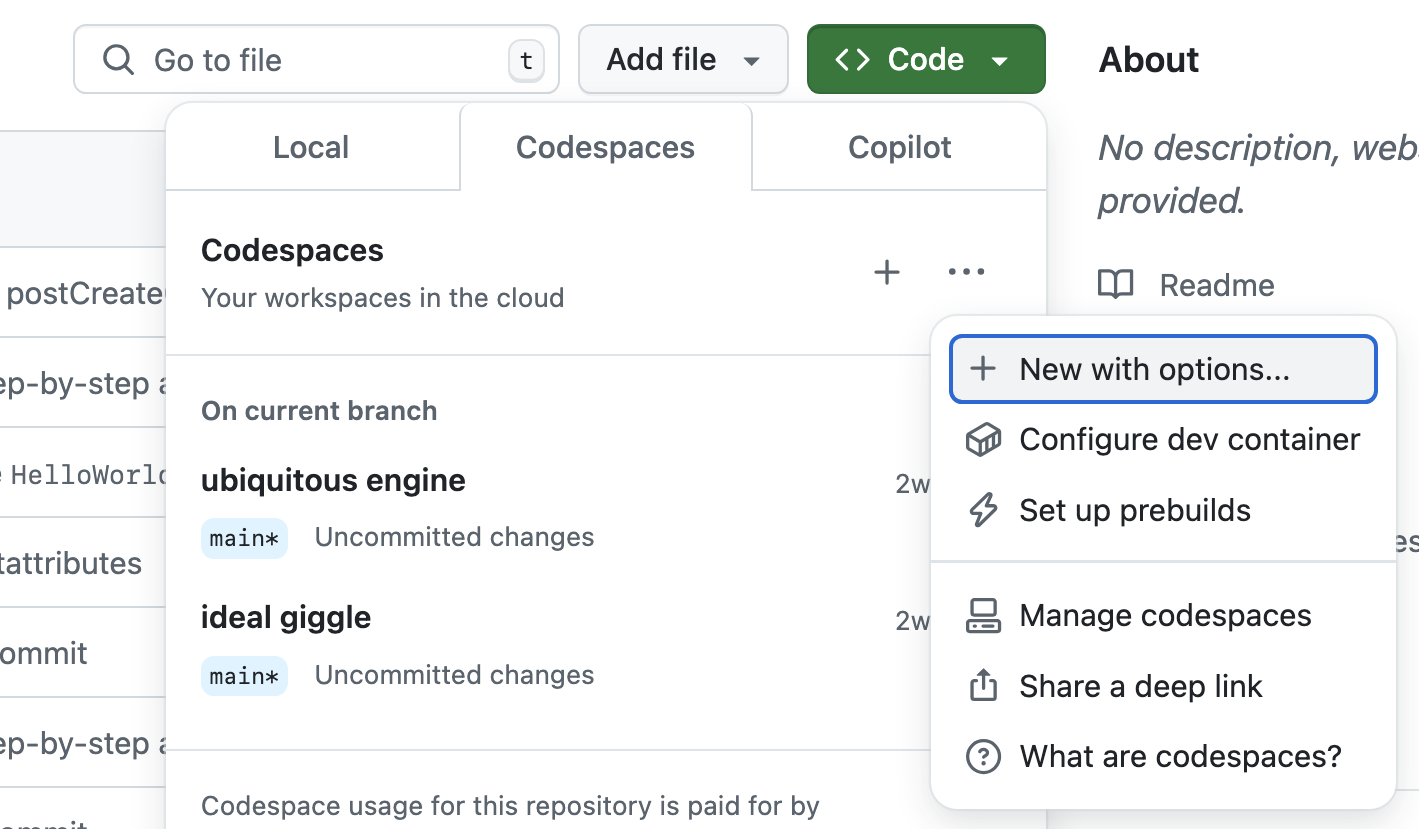 Go to file
t
Add file
Code
About
Local
Codespaces
Copilot
No description,
provided.
Codespaces
Your workspaces in the cloud
Readme
postCreate
New with options...
Configure dev container
Set up prebuilds
Manage codespaces
Share a deep link
What are codespaces?
On current branch
ubiquitous engine
2w
main*
Uncommitted changes
ideal giggle
2w
main*
Uncommitted changes
Codespace usage for this repository is paid for by
ep-by-step
HelloWorld
tattributes
ommit
ep-by-step